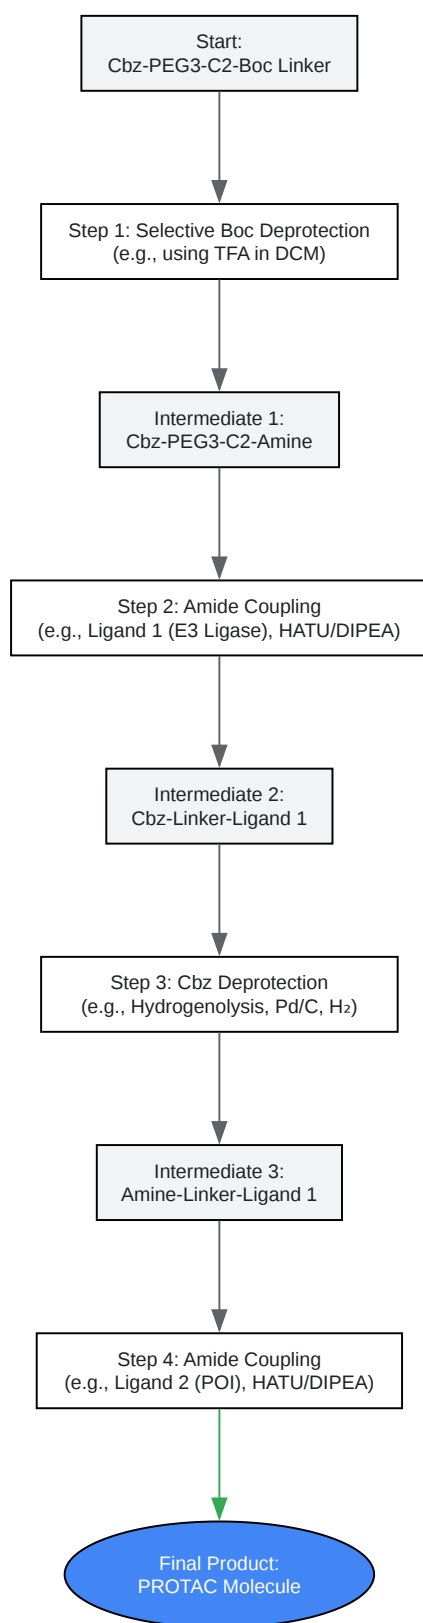 Start:
Cbz-PEG3-C2-Boc Linker
Step 1: Selective Boc Deprotection
(e.g., using TFA in DCM)
Intermediate 1:
Cbz-PEG3-C2-Amine
Step 2: Amide Coupling
(e.g., Ligand 1 (E3 Ligase), HATU/DIPEA)
Intermediate 2:
Cbz-Linker-Ligand 1
Step 3: Cbz Deprotection
(e.g., Hydrogenolysis, Pd/C, H₂)
Intermediate 3:
Amine-Linker-Ligand 1
Step 4: Amide Coupling
(e.g., Ligand 2 (POI), HATU/DIPEA)
Final Product:
PROTAC Molecule